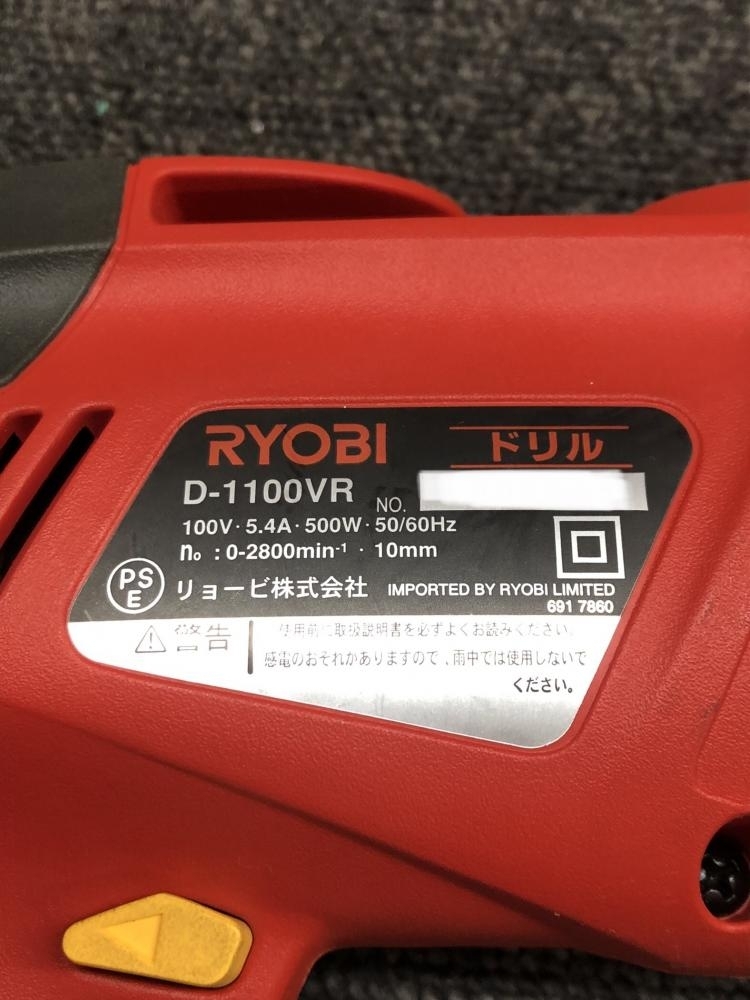 RYOBI
ドリル
D-1100VR NO.
100V・5.4A・500W・50/60Hz
no : 0-2800min-1・10mm
PS
E
リョービ株式会社 IMPORTED BY RYOBI LIMITED
691 7860
警告
使用前に取扱説明書を必ずよくお読みください。
感電のおそれがありますので、雨中では使用しないで
ください。